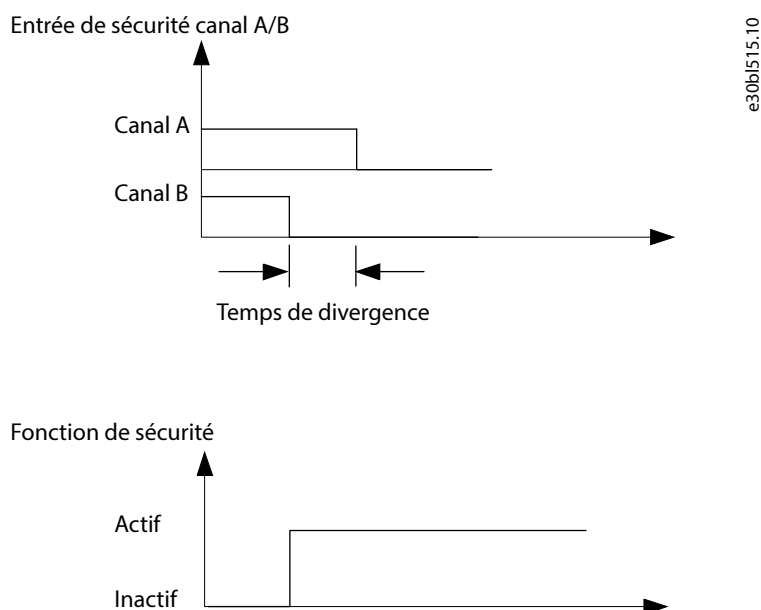 Entrée de sécurité canal A/B
e30bl515.10
Canal A
Canal B
Temps de divergence
Fonction de sécurité
Actif
Inactif